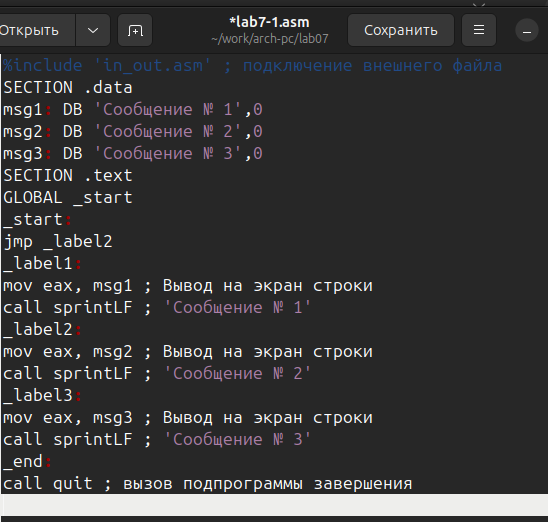 Открыть
*lab7-1.asm
~/work/arch-pc/lab07
Сохранить
%include 'in_out.asm' ; подключение внешнего файла
SECTION .data
msg1: DB 'Сообщение № 1',0
msg2: DB 'Сообщение № 2',0
msg3: DB 'Сообщение № 3',0
SECTION .text
GLOBAL _start
_start:
jmp _label2
_label1:
mov eax, msg1 ; Вывод на экран строки
call sprintLF ; 'Сообщение № 1'
_label2:
mov eax, msg2 ; Вывод на экран строки
call sprintLF ; 'Сообщение № 2'
_label3:
mov eax, msg3 ; Вывод на экран строки
call sprintLF ; 'Сообщение № 3'
_end:
call quit ; вызов подпрограммы завершения